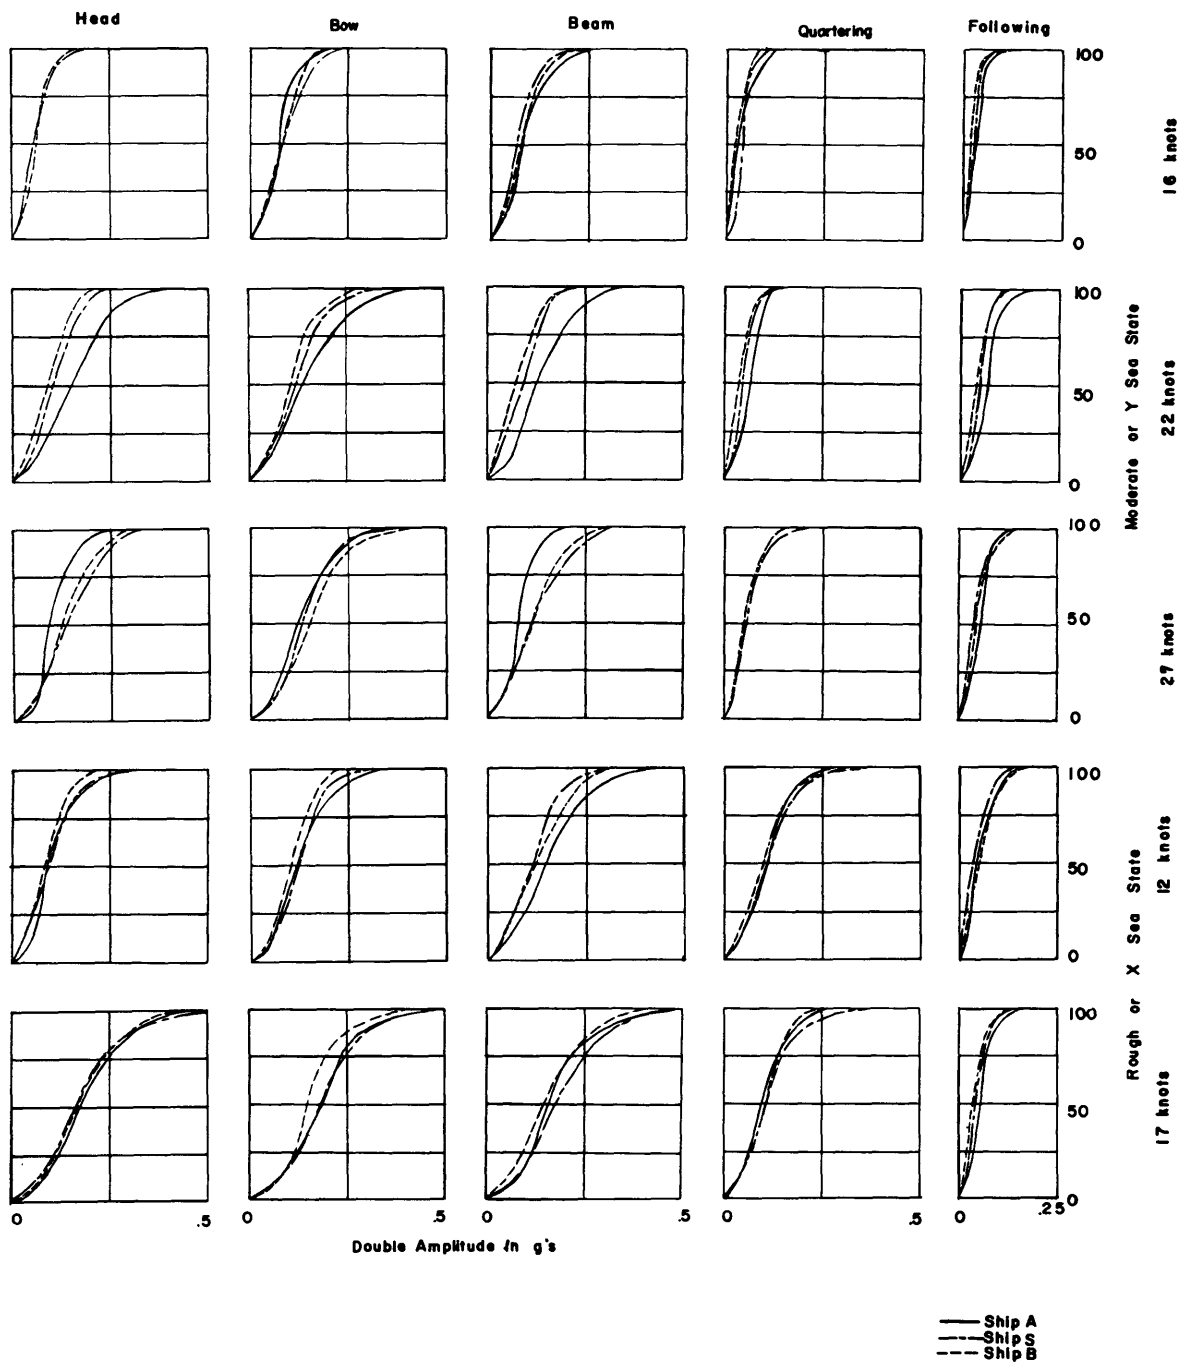 Head Bow Beam Quartering Following
100
50
0
16 knots
100
50
0
22 knots
Moderate or Y Sea State
100
50
0
27 knots
100
50
0
12 knots
Rough or X Sea State
100
50
0
17 knots
0 .5 0 .5 0 .5 0 .5 0 .25
Double Amplitude In g's
Ship A
Ship S
Ship B